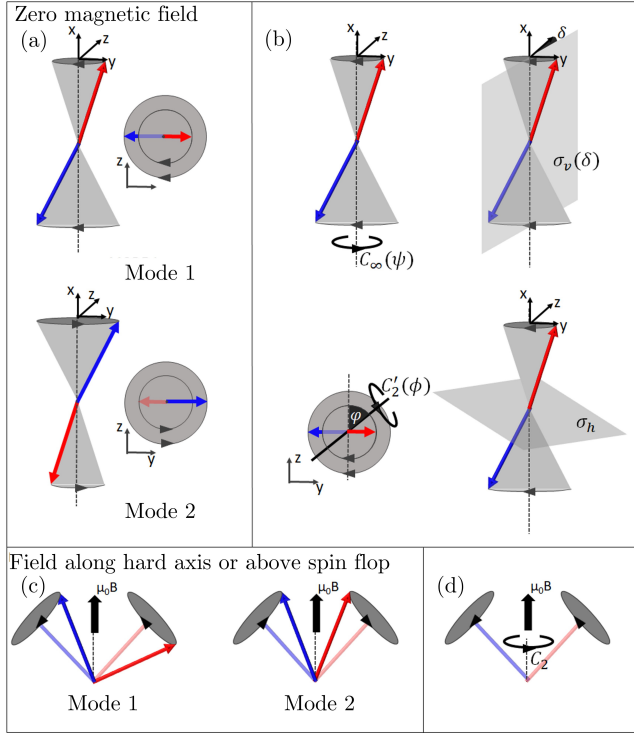 Zero magnetic field
(a)
x
z
y
z
Mode 1
x
z
y
z
y
Mode 2
(b)
x
z
y
C∞(ψ)
x
δ
z
y
σv(δ)
C2′(ϕ)
φ
z
y
x
z
y
σh
Field along hard axis or above spin flop
(c)
μ0B
Mode 1
μ0B
Mode 2
(d)
μ0B
C2